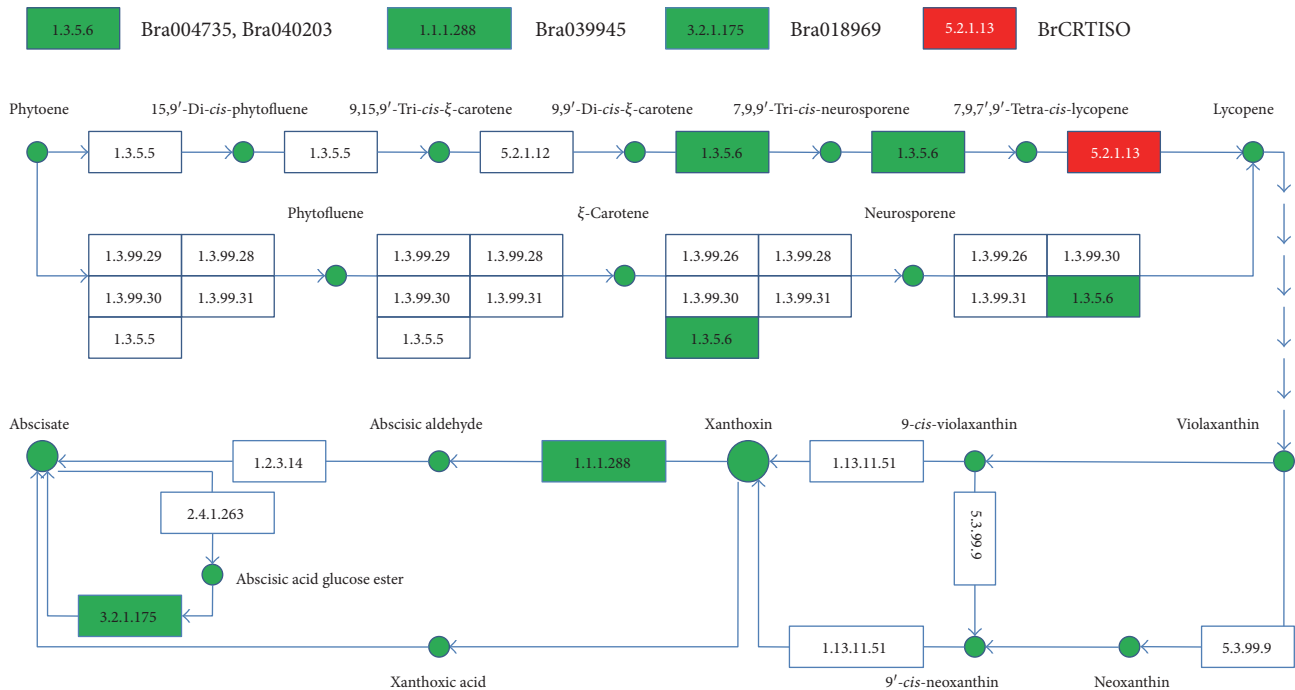 1.3.5.6 Bra004735, Bra040203 1.1.1.288 Bra039945 3.2.1.175 Bra018969 5.2.1.13 BrCRTISO
Phytoene 15,9′-Di-cis-phytofluene 9,15,9′-Tri-cis-ξ-carotene 9,9′-Di-cis-ξ-carotene 7,9,9′-Tri-cis-neurosporene 7,9,7′,9′-Tetra-cis-lycopene Lycopene
1.3.5.5 1.3.5.5 5.2.1.12 1.3.5.6 1.3.5.6 5.2.1.13
Phytofluene ξ-Carotene Neurosporene
1.3.99.29 1.3.99.28 1.3.99.29 1.3.99.28 1.3.99.26 1.3.99.28 1.3.99.26 1.3.99.30
1.3.99.30 1.3.99.31 1.3.99.30 1.3.99.31 1.3.99.30 1.3.99.31 1.3.99.31 1.3.5.6
1.3.5.5 1.3.5.5 1.3.5.6
Abscisate Abscisic aldehyde Xanthoxin 9-cis-violaxanthin Violaxanthin
1.2.3.14 1.1.1.288 1.13.11.51
2.4.1.263 5.3.99.9
Abscisic acid glucose ester
3.2.1.175
1.13.11.51 5.3.99.9
Xanthoxic acid 9′-cis-neoxanthin Neoxanthin